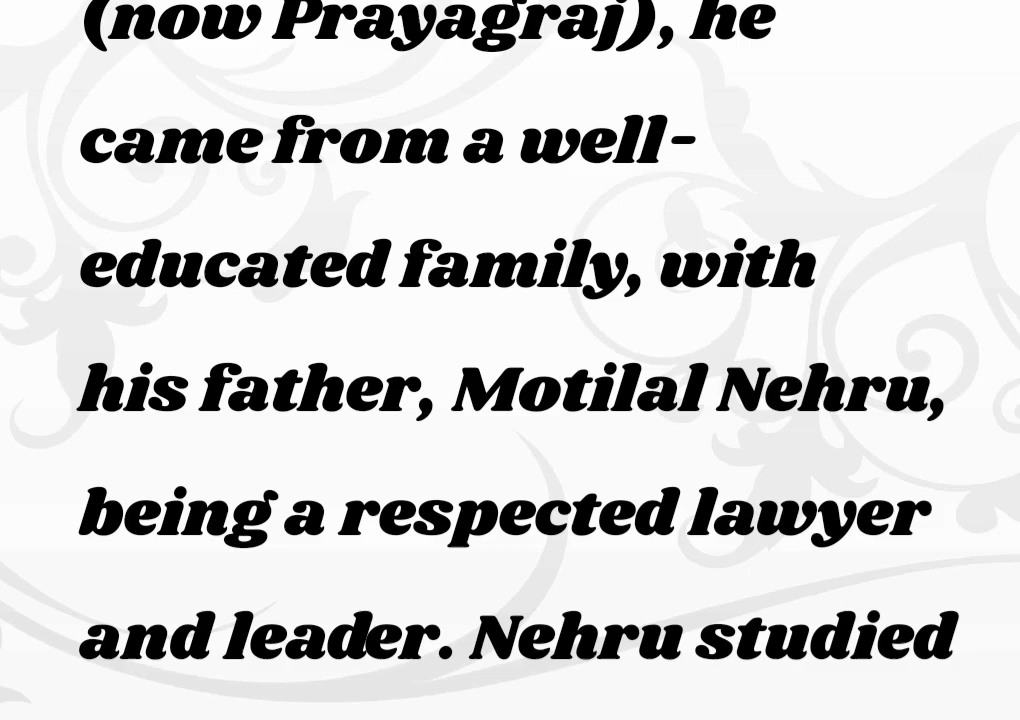 (now Prayagraj), he
came from a well-
educated family, with
his father, Motilal Nehru,
being a respected lawyer
and leader. Nehru studied